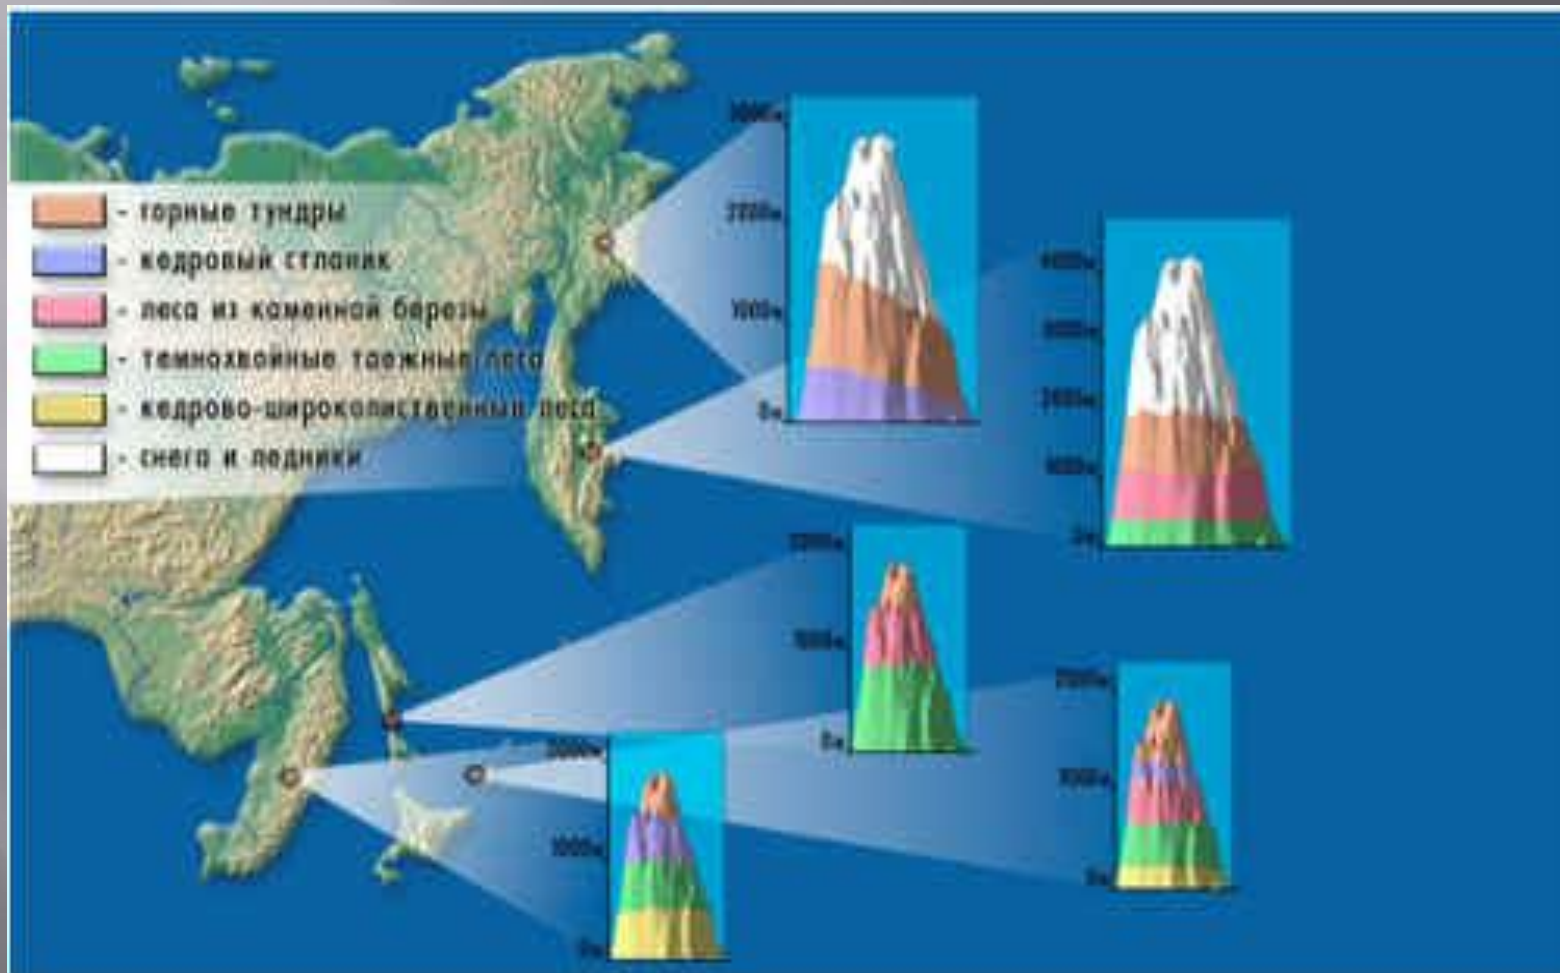 - горные тундры
- кедровый стланик
- леса из каменной березы
- темнохвойные таежные леса
- кедрово-широколиственные леса
- снега и ледники
3000м
2000м
1000м
0м
4000м
3000м
2000м
1000м
0м
2000м
1000м
0м
2000м
1000м
0м
2000м
1000м
0м